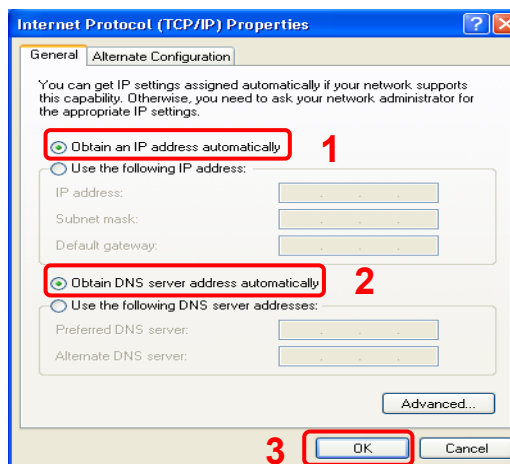 Internet Protocol (TCP/IP) Properties
General
Alternate Configuration
You can get IP settings assigned automatically if your network supports
this capability. Otherwise, you need to ask your network administrator for
the appropriate IP settings.
Obtain an IP address automatically
1
Use the following IP address:
IP address:
Subnet mask:
Default gateway:
Obtain DNS server address automatically
2
Use the following DNS server addresses:
Preferred DNS server:
Alternate DNS server:
Advanced...
3
OK
Cancel